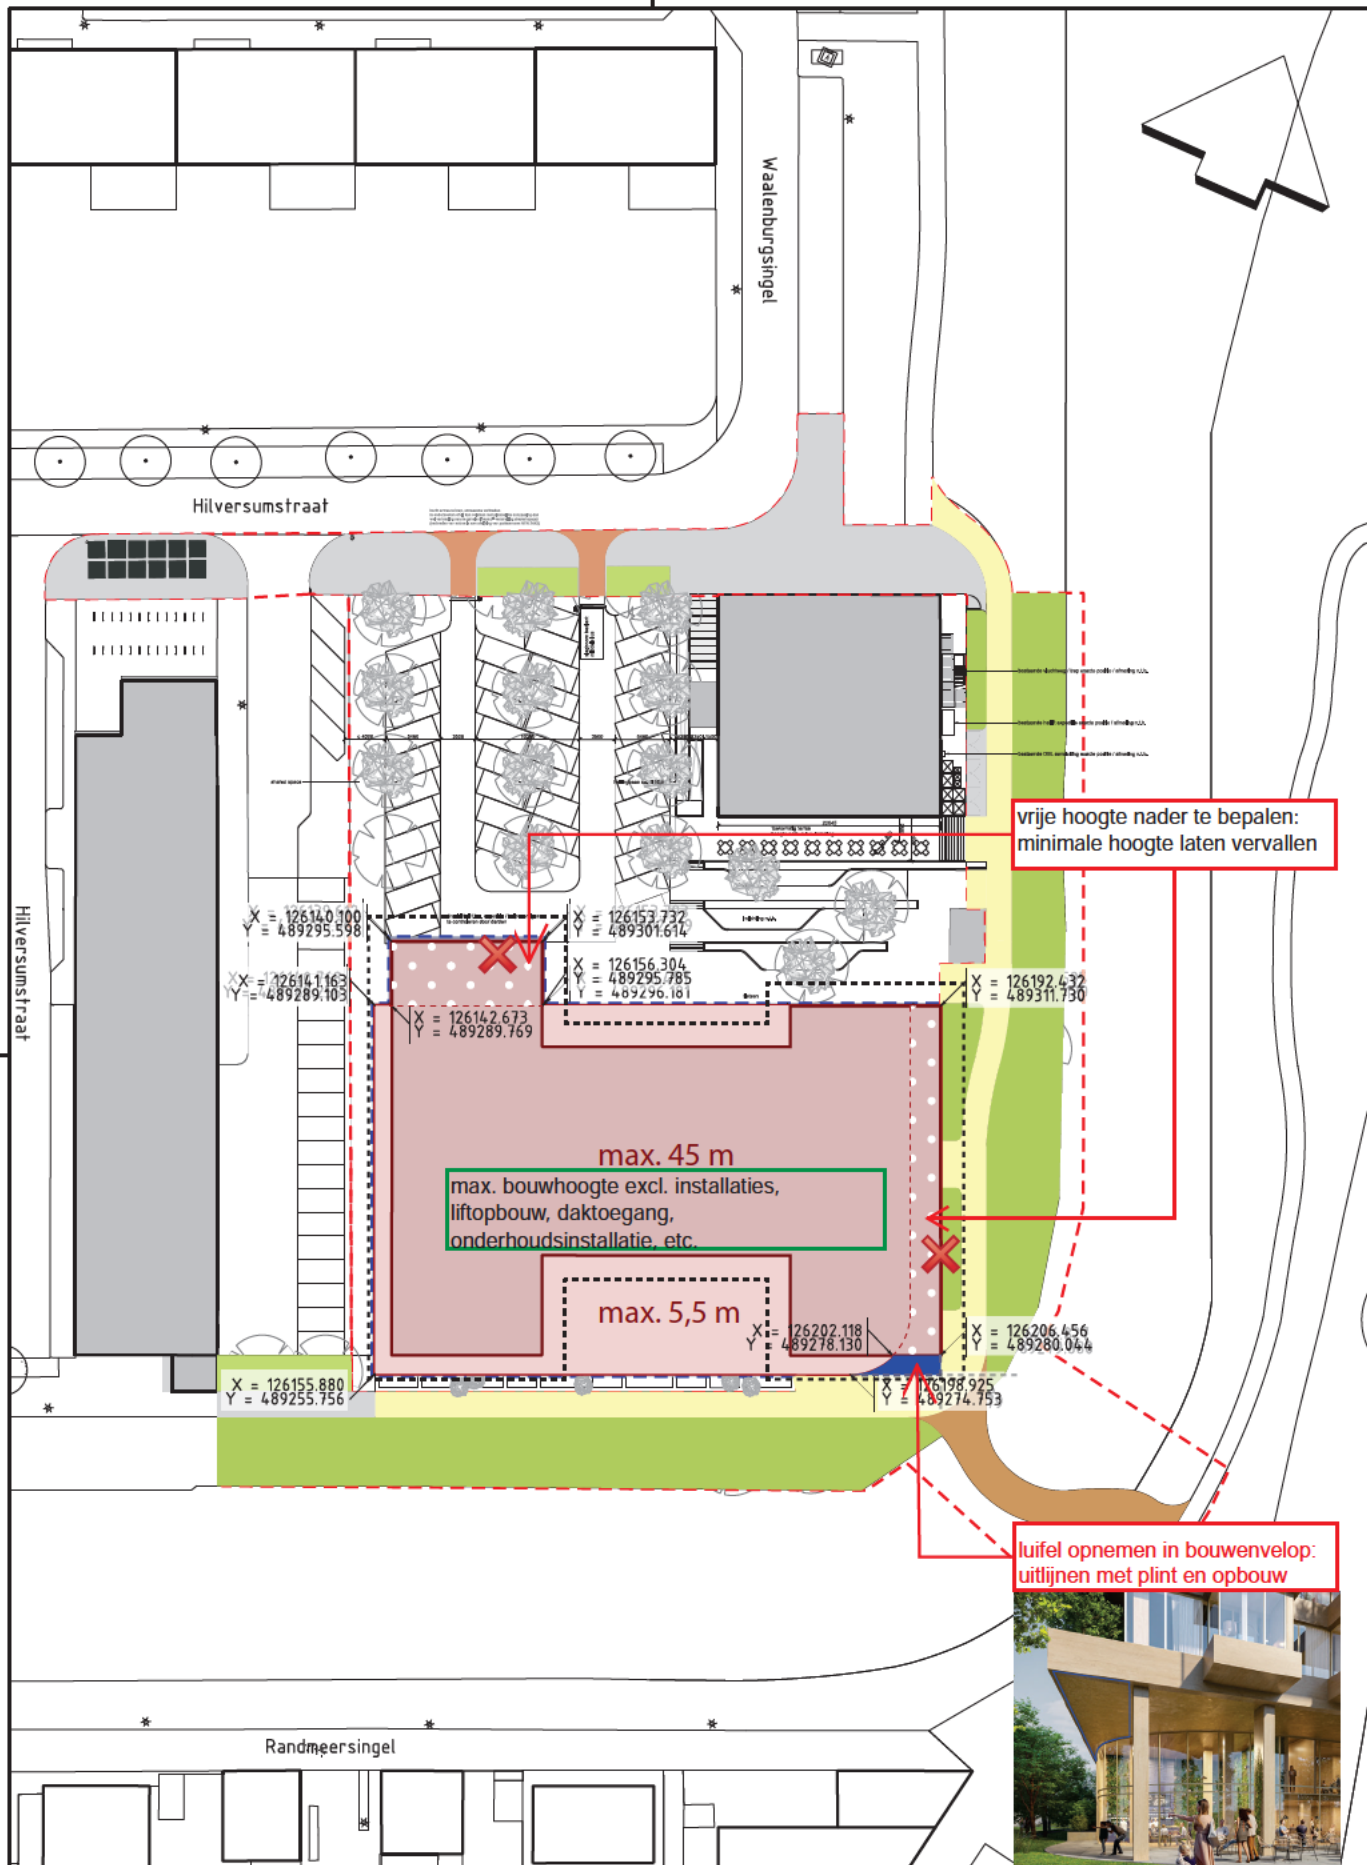 Waalenburgsingel
Hilversumstraat
vrije hoogte nader te bepalen:
minimale hoogte laten vervallen
shared space
Hilversumstraat
X = 126140.100
Y = 489295.598
X = 126153.732
Y = 489301.614
X = 126141.163
Y = 489289.103
X = 126156.304
Y = 489295.785
Y = 489296.181
X = 126192.432
Y = 489311.730
X = 126142.673
Y = 489289.769
max. 45 m
max. bouwhoogte excl. installaties,
liftopbouw, daktoegang,
onderhoudsinstallatie, etc.
max. 5,5 m
X = 126202.118
Y = 489278.130
X = 126206.456
Y = 489280.044
X = 126155.880
Y = 489255.756
X = 126198.925
Y = 489274.753
luifel opnemen in bouwenvelop:
uitlijnen met plint en opbouw
Randmeersingel